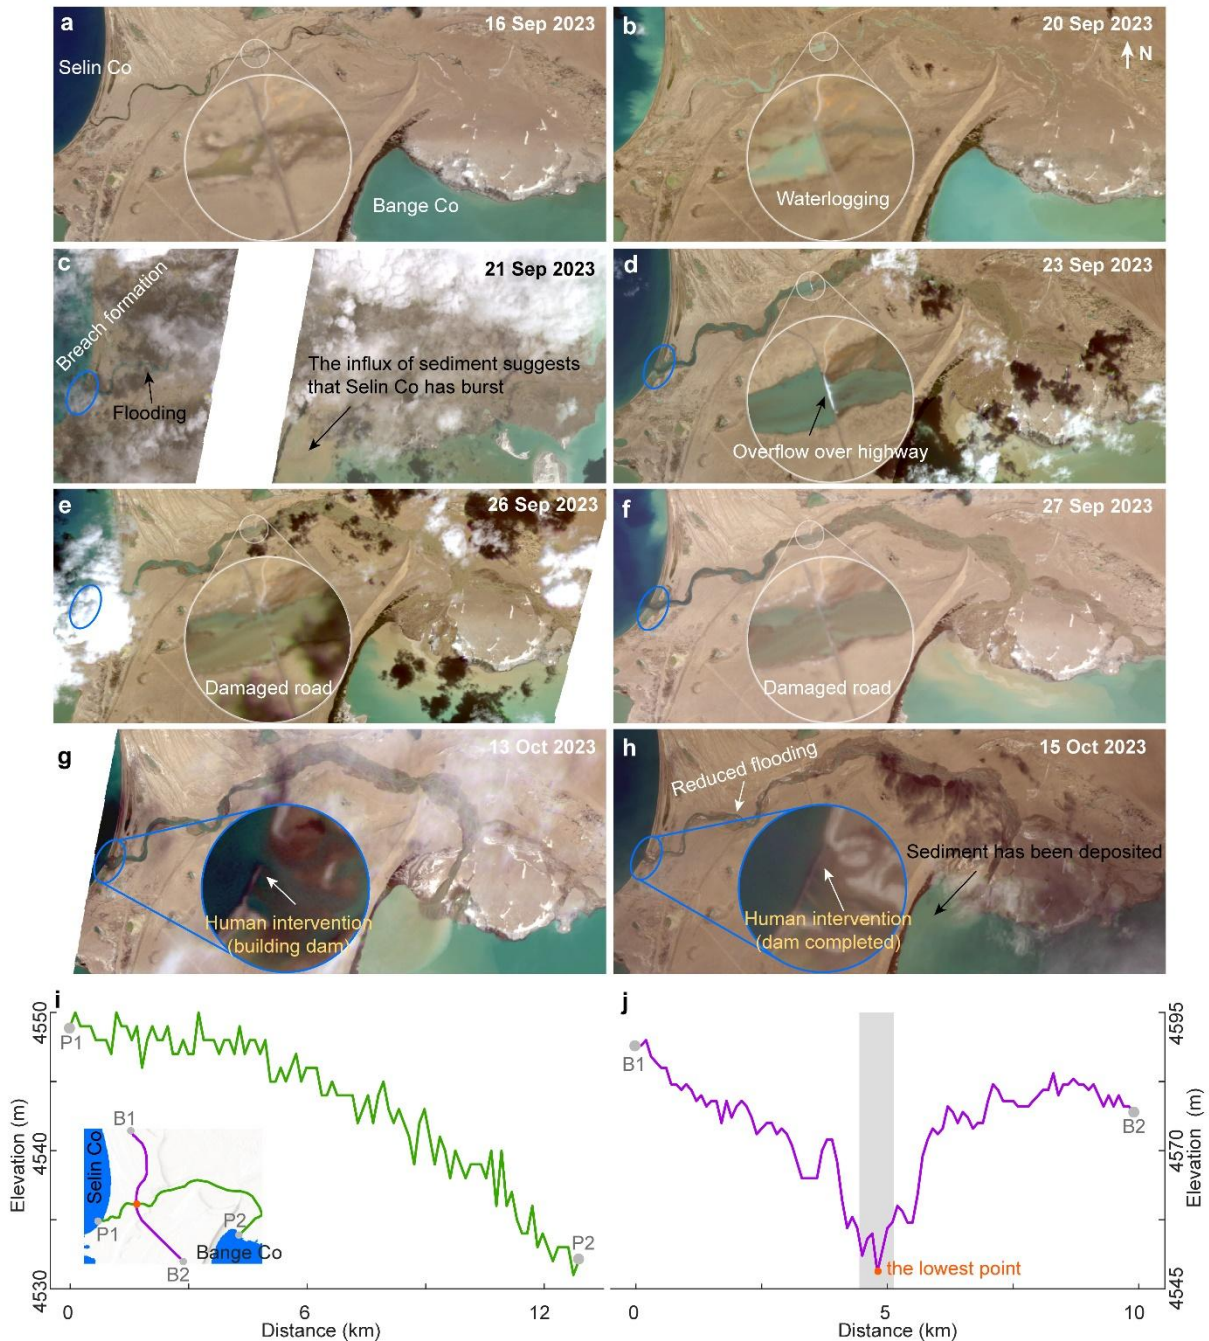 a
16 Sep 2023
Selin Co
Bange Co
b
20 Sep 2023
N
Waterlogging
c
21 Sep 2023
Breach formation
The influx of sediment suggests
that Selin Co has burst
Flooding
d
23 Sep 2023
Overflow over highway
e
26 Sep 2023
Damaged road
f
27 Sep 2023
Damaged road
g
13 Oct 2023
Human intervention
(building dam)
h
15 Oct 2023
Reduced flooding
Sediment has been deposited
Human intervention
(dam completed)
i
4550
4540
4530
Elevation (m)
P1
P2
B1
Selin Co
P1
P2
Bange Co
B2
0
6
12
Distance (km)
j
B1
B2
the lowest point
4595
4570
4545
Elevation (m)
0
5
10
Distance (km)